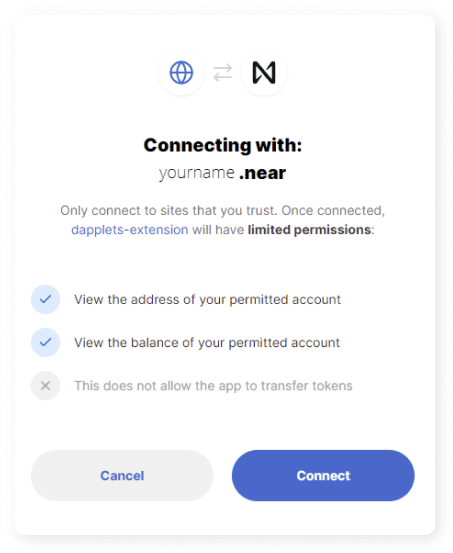 Connecting with:
yourname .near
Only connect to sites that you trust. Once connected,
dapplets-extension will have limited permissions:
View the address of your permitted account
View the balance of your permitted account
This does not allow the app to transfer tokens
Cancel
Connect